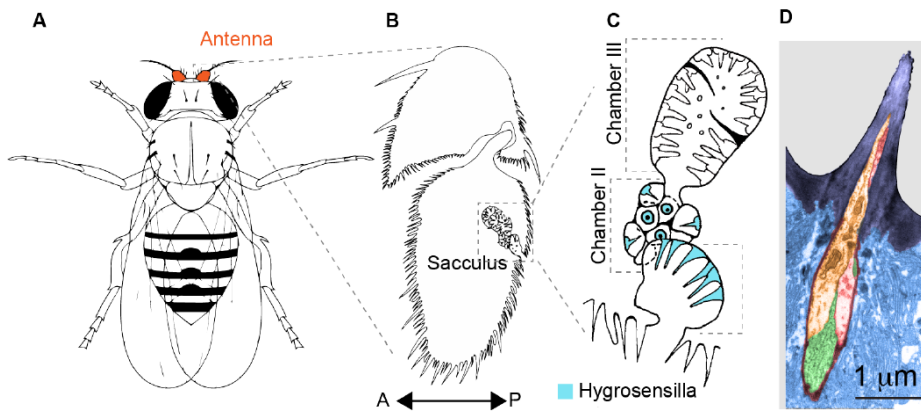 A
Antenna
B
Sacculus
A P
C
Chamber III
Chamber II
Hygrosensilla
D
1 μm